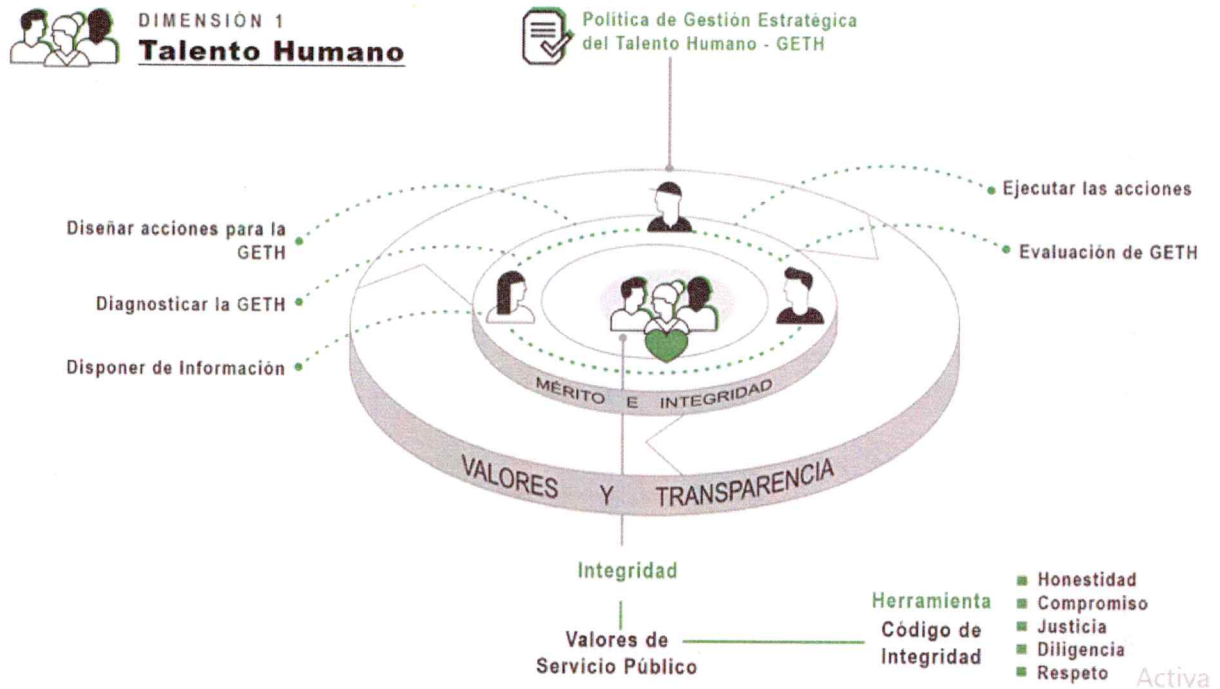 DIMENSIÓN 1
Talento Humano
Política de Gestión Estratégica
del Talento Humano - GETH
Diseñar acciones para la
GETH
Diagnosticar la GETH
Disponer de Información
Ejecutar las acciones
Evaluación de GETH
MÉRITO E INTEGRIDAD
VALORES Y TRANSPARENCIA
Integridad
Valores de
Servicio Público
Herramienta
Código de
Integridad
Honestidad
Compromiso
Justicia
Diligencia
Respeto
Activa